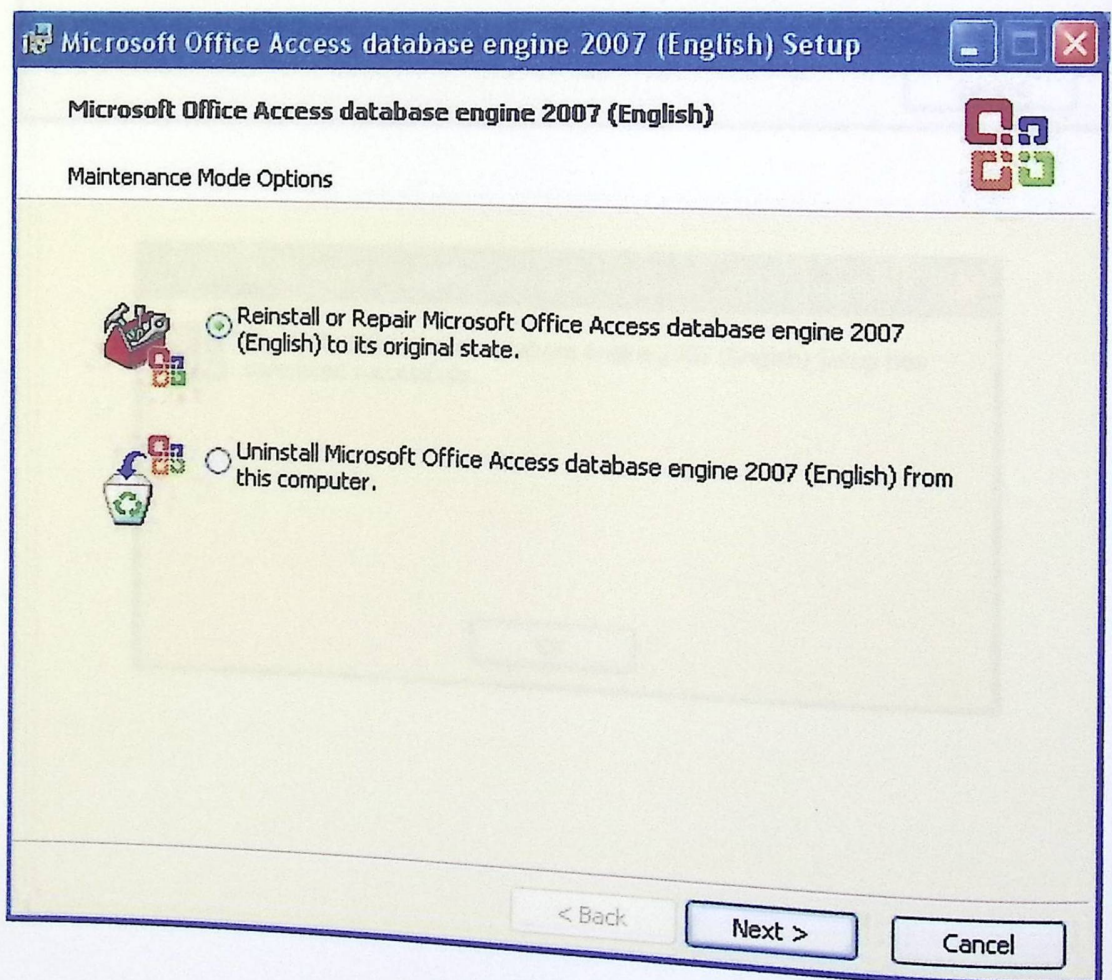 Microsoft Office Access database engine 2007 (English) Setup
Microsoft Office Access database engine 2007 (English)
Maintenance Mode Options
Reinstall or Repair Microsoft Office Access database engine 2007
(English) to its original state.
Uninstall Microsoft Office Access database engine 2007 (English) from
this computer.
< Back
Next >
Cancel